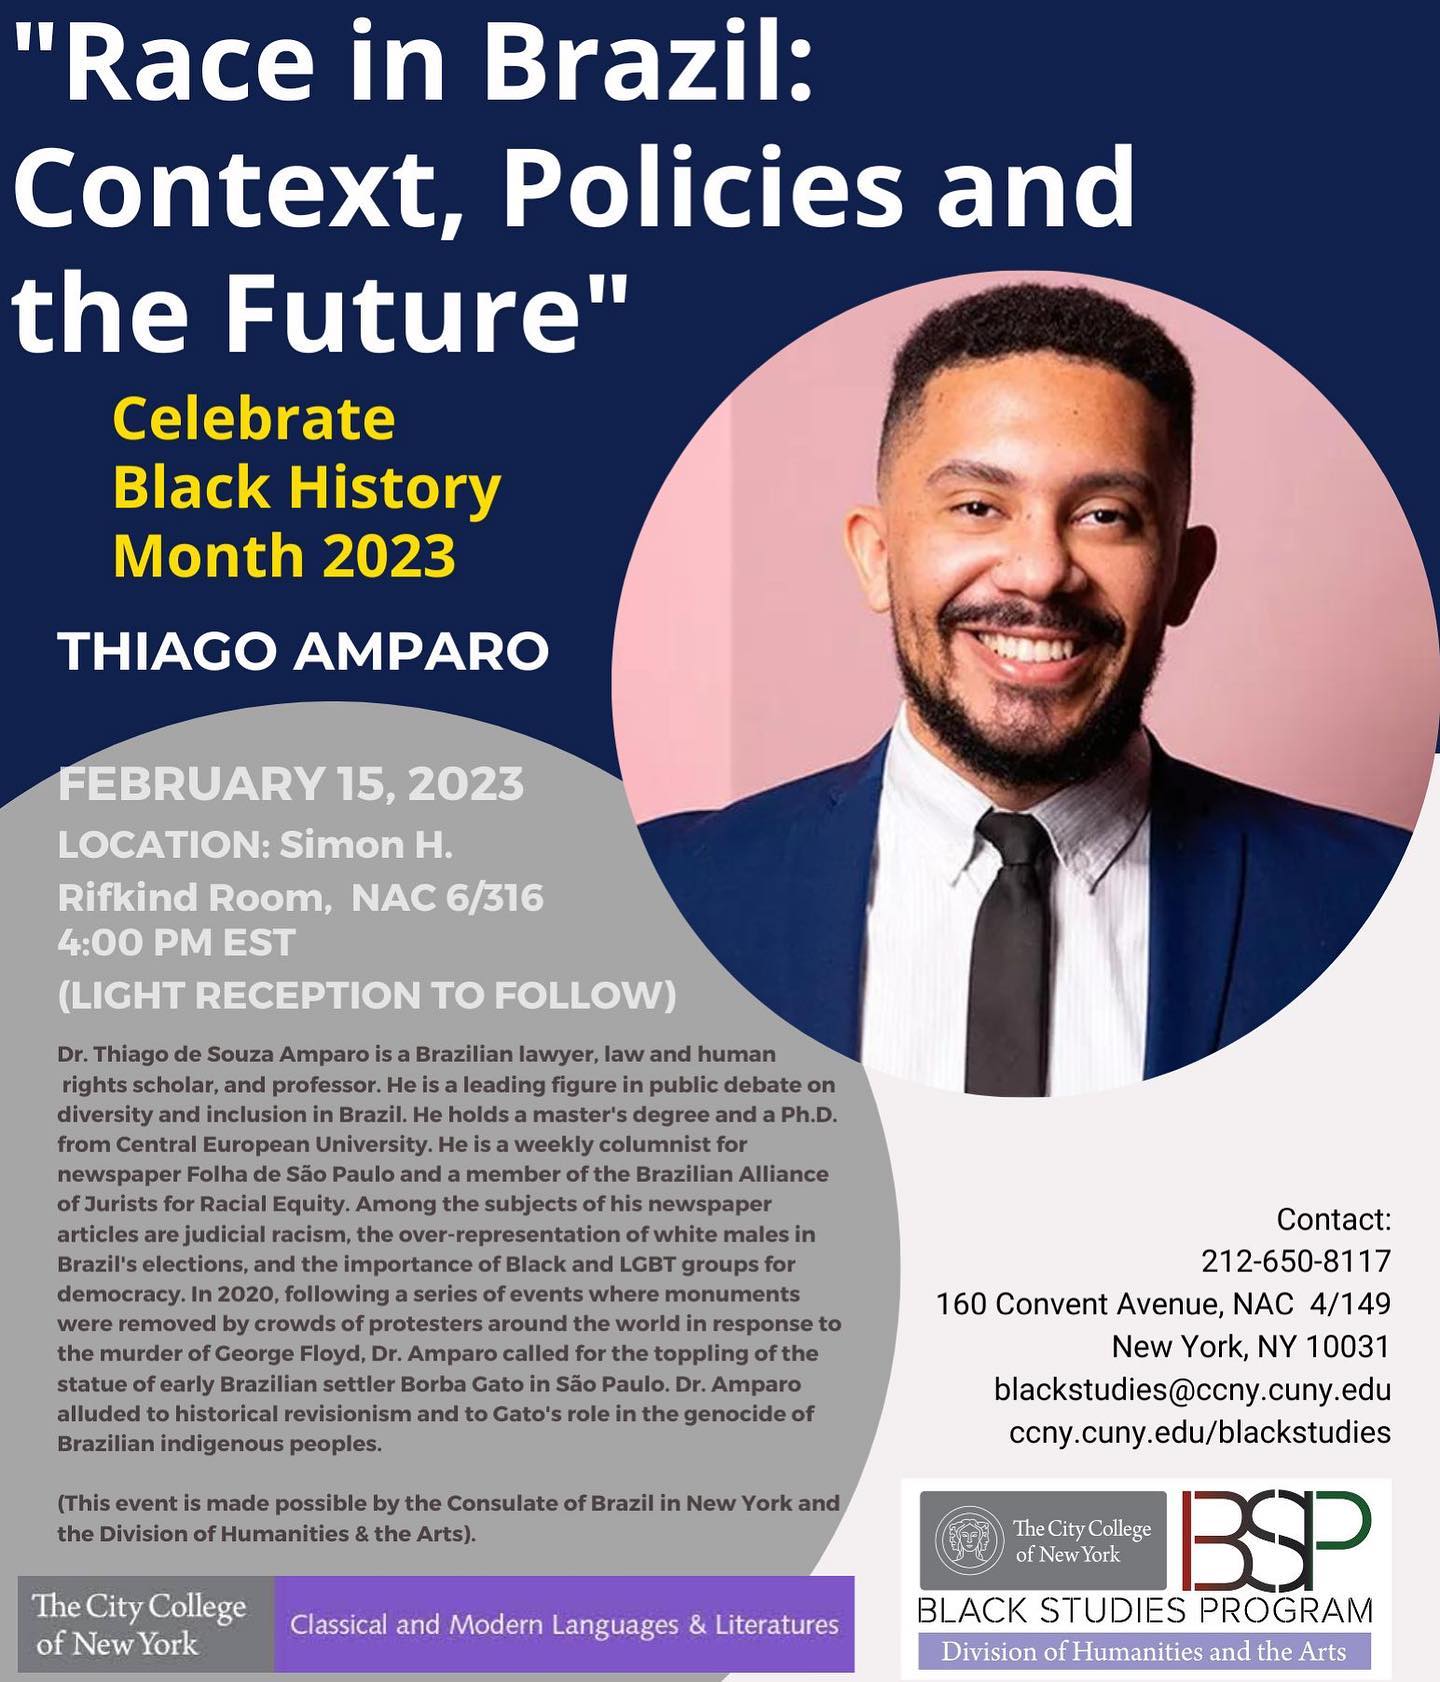 "Race in Brazil:
Context, Policies and
the Future"
Celebrate
Black History
Month 2023
THIAGO AMPARO
FEBRUARY 15, 2023
LOCATION: Simon H.
Rifkind Room, NAC 6/316
4:00 PM EST
(LIGHT RECEPTION TO FOLLOW)
Dr. Thiago de Souza Amparo is a Brazilian lawyer, law and human
rights scholar, and professor. He is a leading figure in public debate on
diversity and inclusion in Brazil. He holds a master's degree and a Ph.D.
from Central European University. He is a weekly columnist for
newspaper Folha de São Paulo and a member of the Brazilian Alliance
of Jurists for Racial Equity. Among the subjects of his newspaper
articles are judicial racism, the over-representation of white males in
Brazil's elections, and the importance of Black and LGBT groups for
democracy. In 2020, following a series of events where monuments
were removed by crowds of protesters around the world in response to
the murder of George Floyd, Dr. Amparo called for the toppling of the
statue of early Brazilian settler Borba Gato in São Paulo. Dr. Amparo
alluded to historical revisionism and to Gato's role in the genocide of
Brazilian indigenous peoples.
(This event is made possible by the Consulate of Brazil in New York and
the Division of Humanities & the Arts).
The City College
of New York
Classical and Modern Languages & Literatures
Contact:
212-650-8117
160 Convent Avenue, NAC 4/149
New York, NY 10031
blackstudies@ccny.cuny.edu
ccny.cuny.edu/blackstudies
The City College
of New York
BSP
BLACK STUDIES PROGRAM
Division of Humanities and the Arts